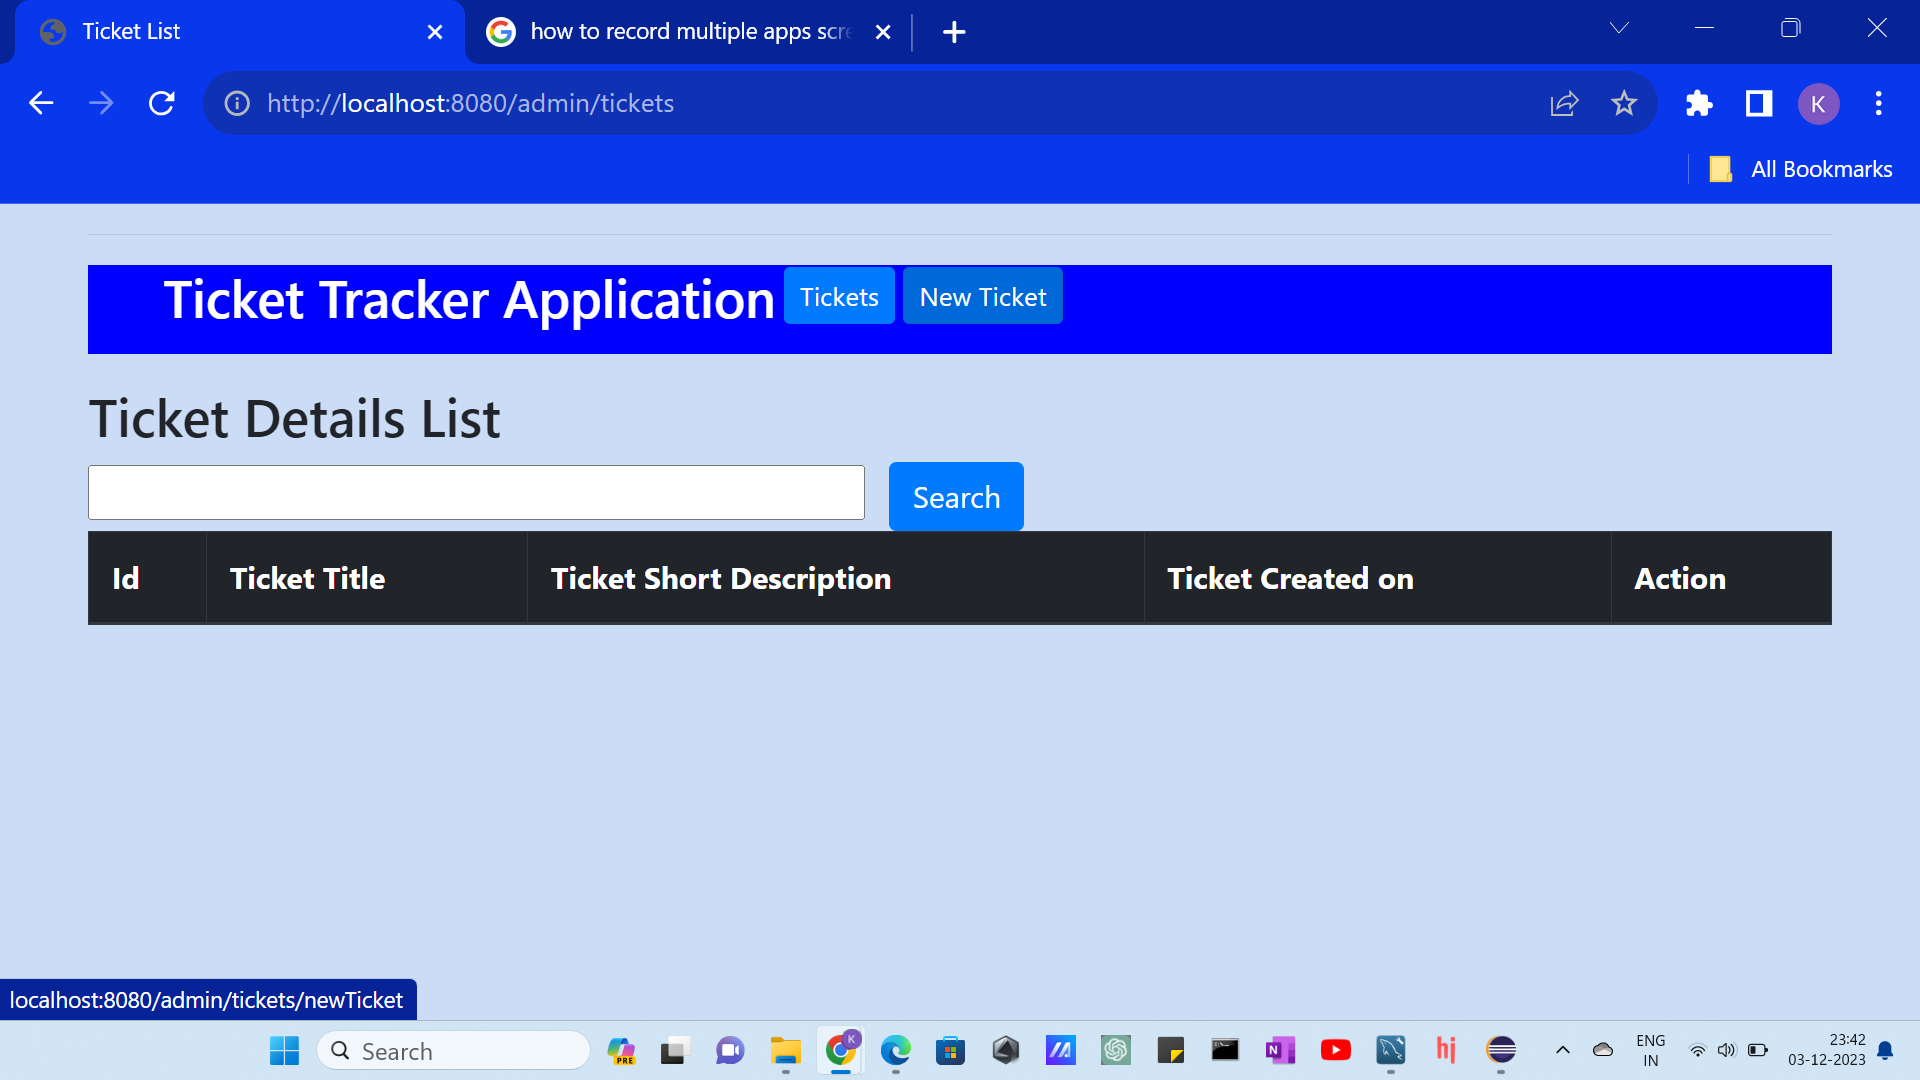 Ticket List
how to record multiple apps scre
http://localhost:8080/admin/tickets
K
All Bookmarks
Ticket Tracker Application Tickets New Ticket
Ticket Details List
Search
Id Ticket Title Ticket Short Description Ticket Created on Action
localhost:8080/admin/tickets/newTicket
Search
PRE
K
N
hj
ENG
IN
23:42
03-12-2023